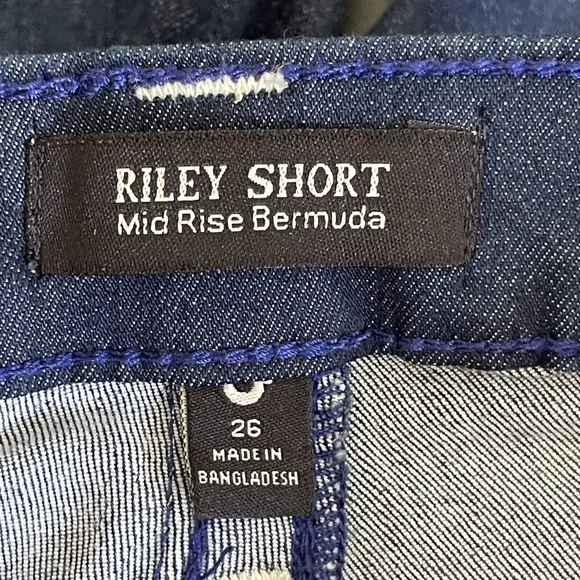 RILEY SHORT
Mid Rise Bermuda
26
MADE IN
BANGLADESH